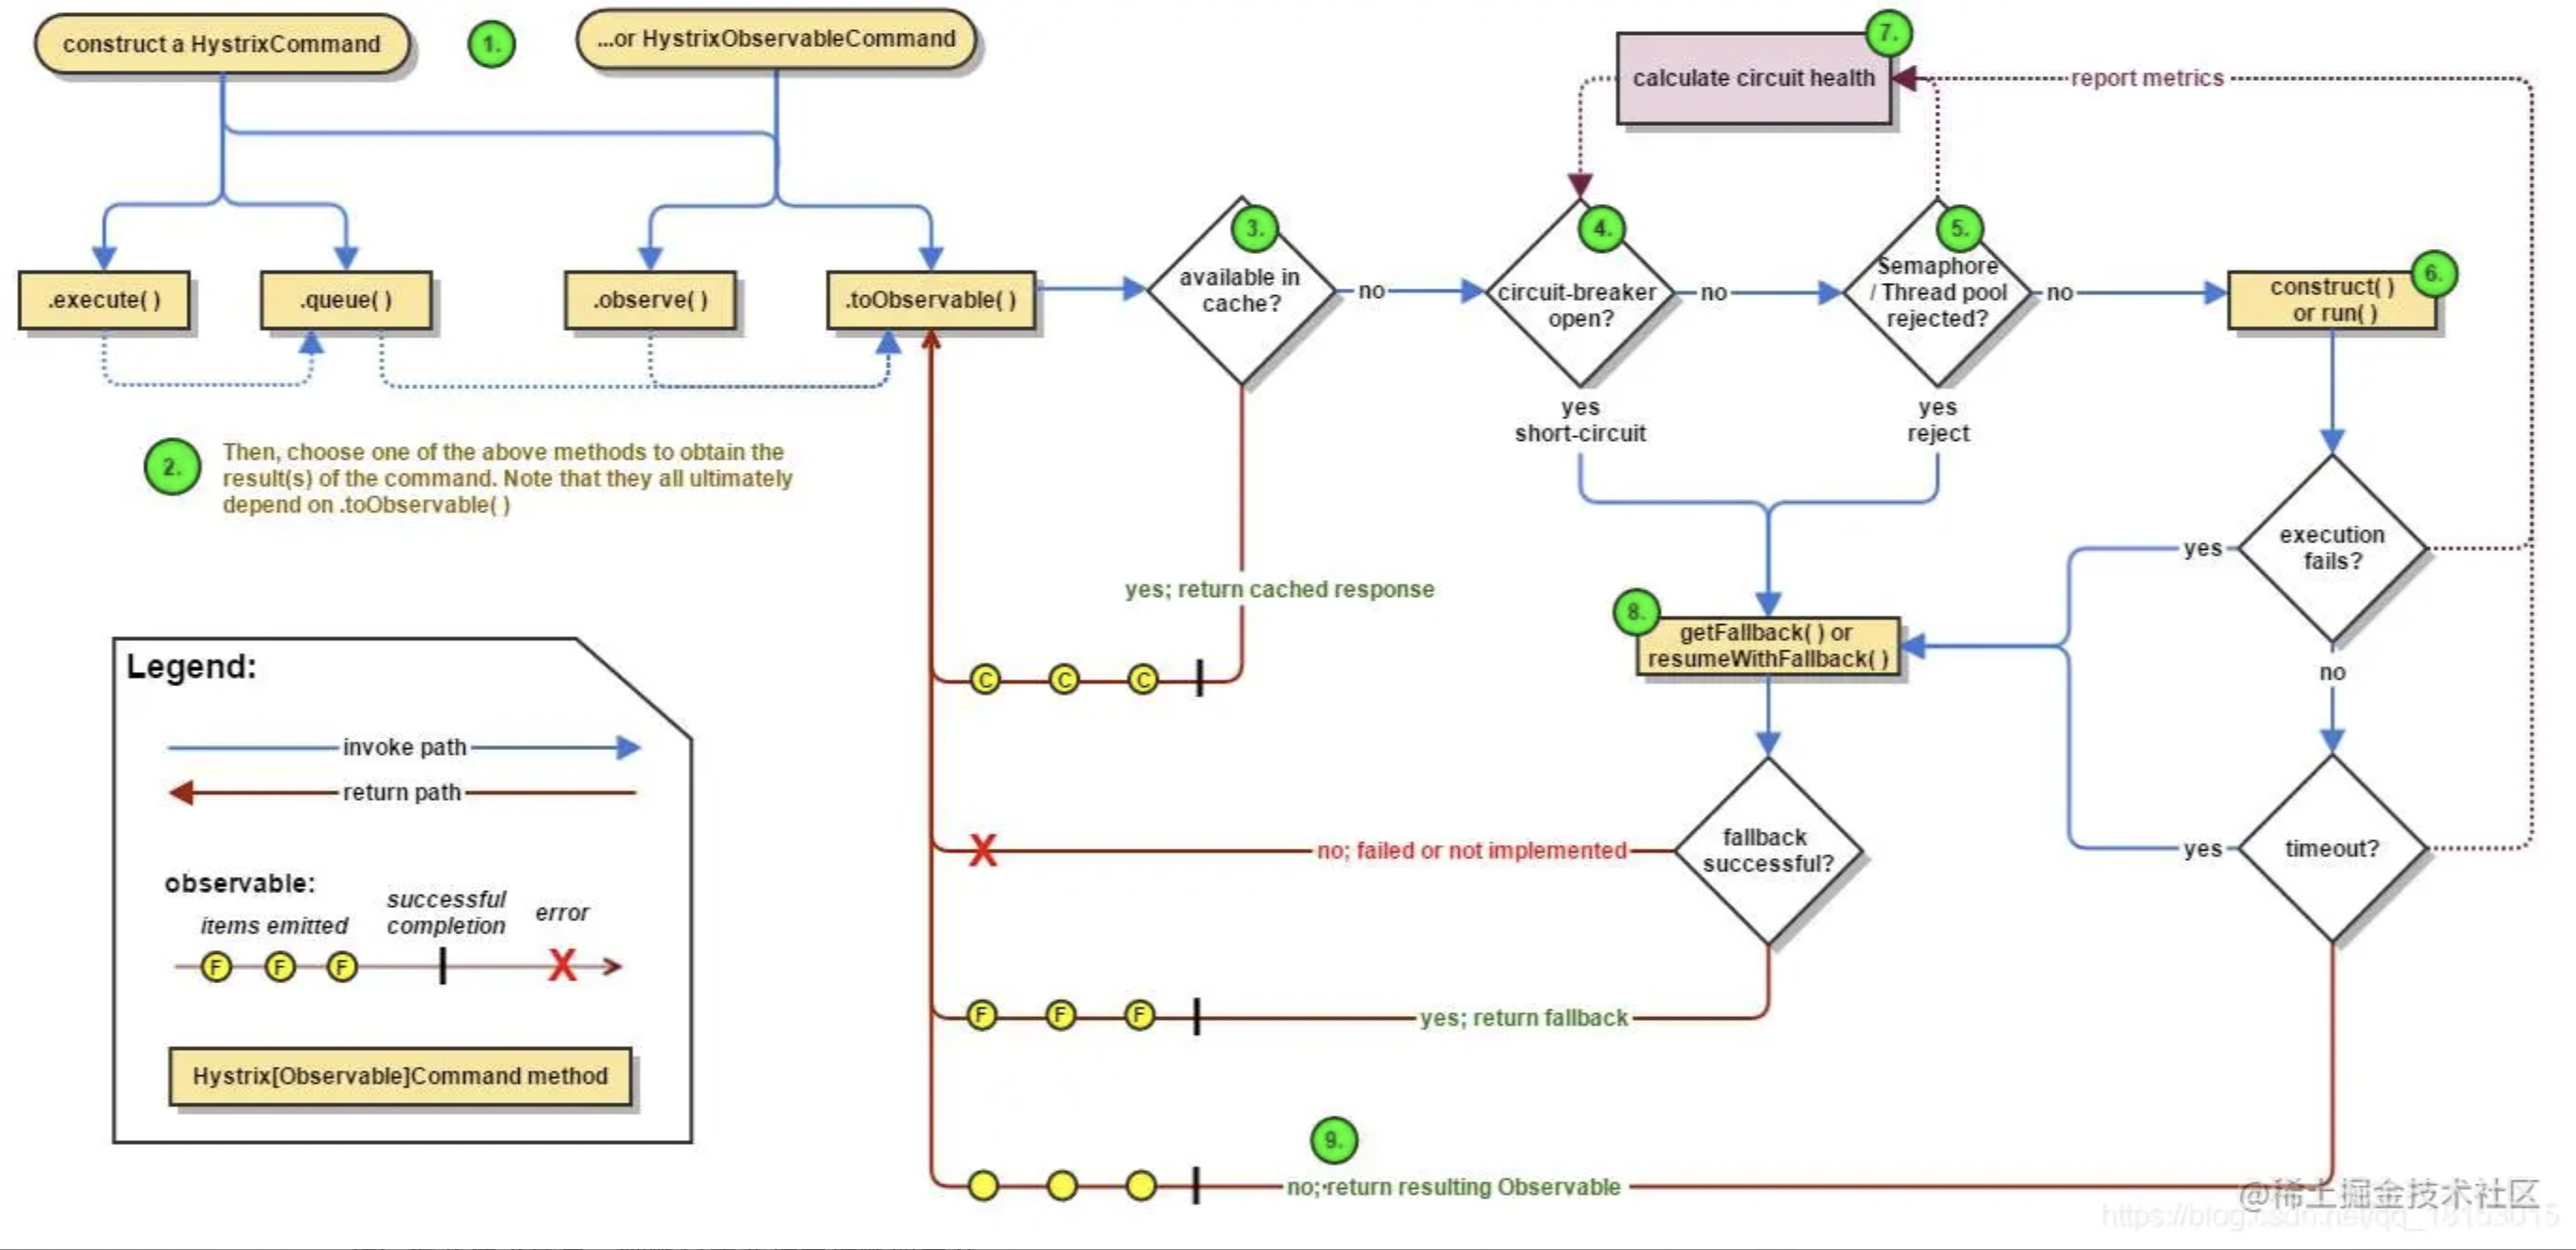 construct a HystrixCommand
1.
...or HystrixObservableCommand
7.
calculate circuit health
report metrics
.execute( )
.queue( )
.observe( )
.toObservable( )
3.
available in
cache?
no
4.
circuit-breaker
open?
no
5.
Semaphore
/ Thread pool
rejected?
no
6.
construct( )
or run( )
yes
short-circuit
yes
reject
2.
Then, choose one of the above methods to obtain the
result(s) of the command. Note that they all ultimately
depend on .toObservable( )
execution
fails?
yes
no
yes; return cached response
C
C
C
8.
getFallback( ) or
resumeWithFallback( )
timeout?
yes
fallback
successful?
no; failed or not implemented
X
yes; return fallback
F
F
F
9.
no; return resulting Observable
Legend:
invoke path
return path
observable:
items emitted
successful
completion
error
F
F
F
X
Hystrix[Observable]Command method
@稀土掘金技术社区